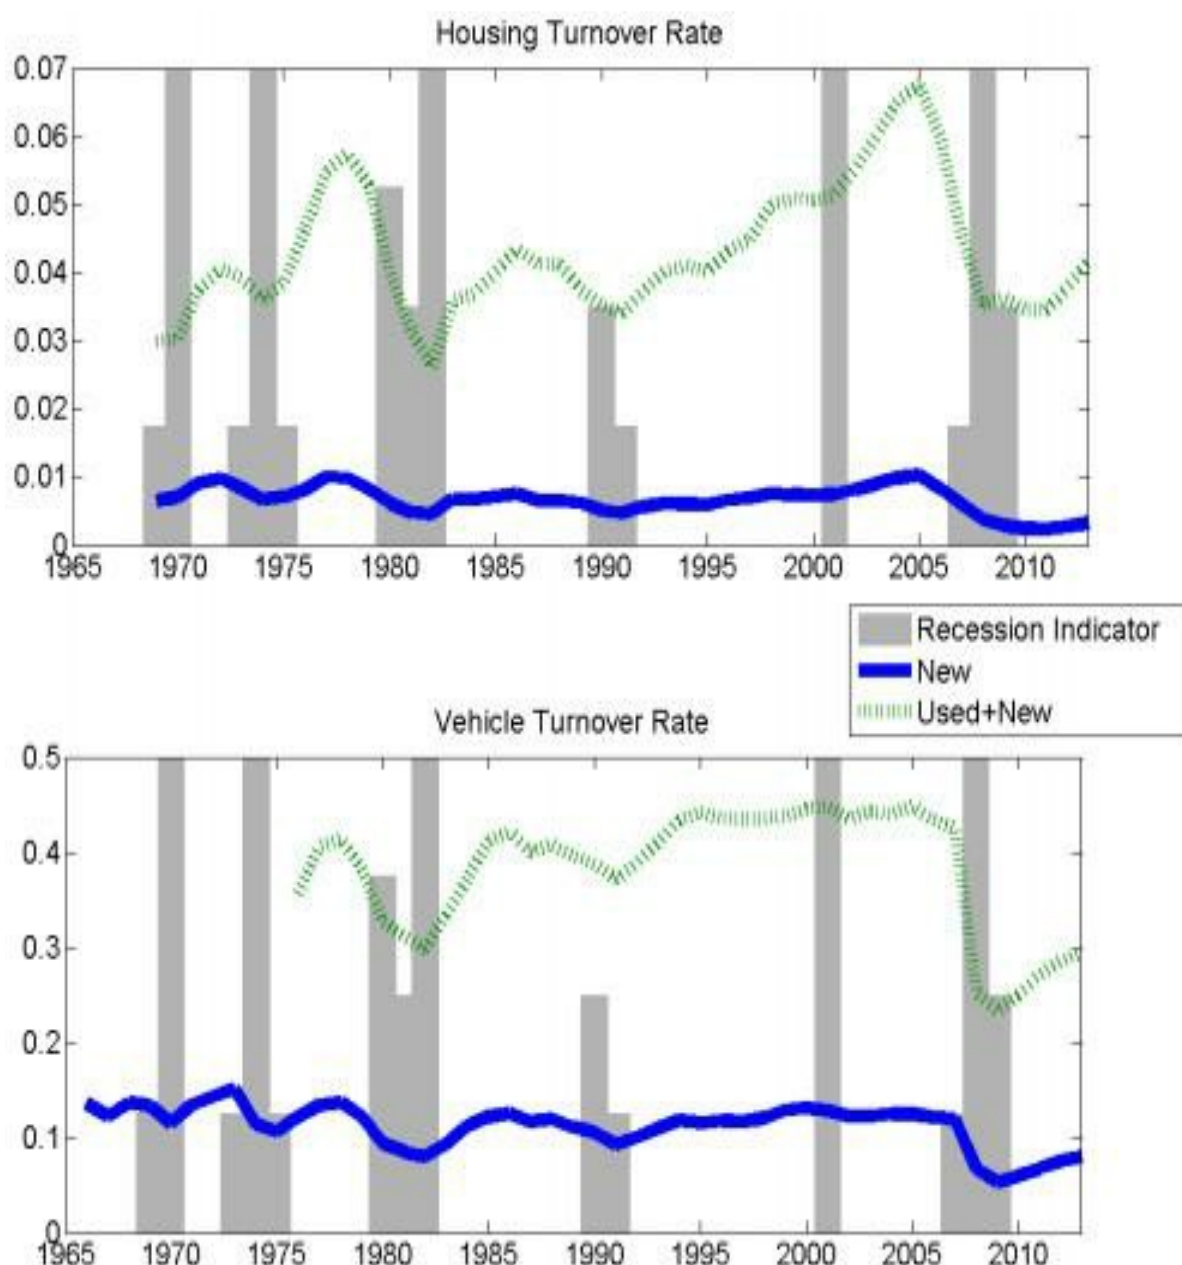 Housing Turnover Rate
0.07
0.06
0.05
0.04
0.03
0.02
0.01
0
1965 1970 1975 1980 1985 1990 1995 2000 2005 2010
Recession Indicator
New
Used+New
Vehicle Turnover Rate
0.5
0.4
0.3
0.2
0.1
0
1965 1970 1975 1980 1985 1990 1995 2000 2005 2010